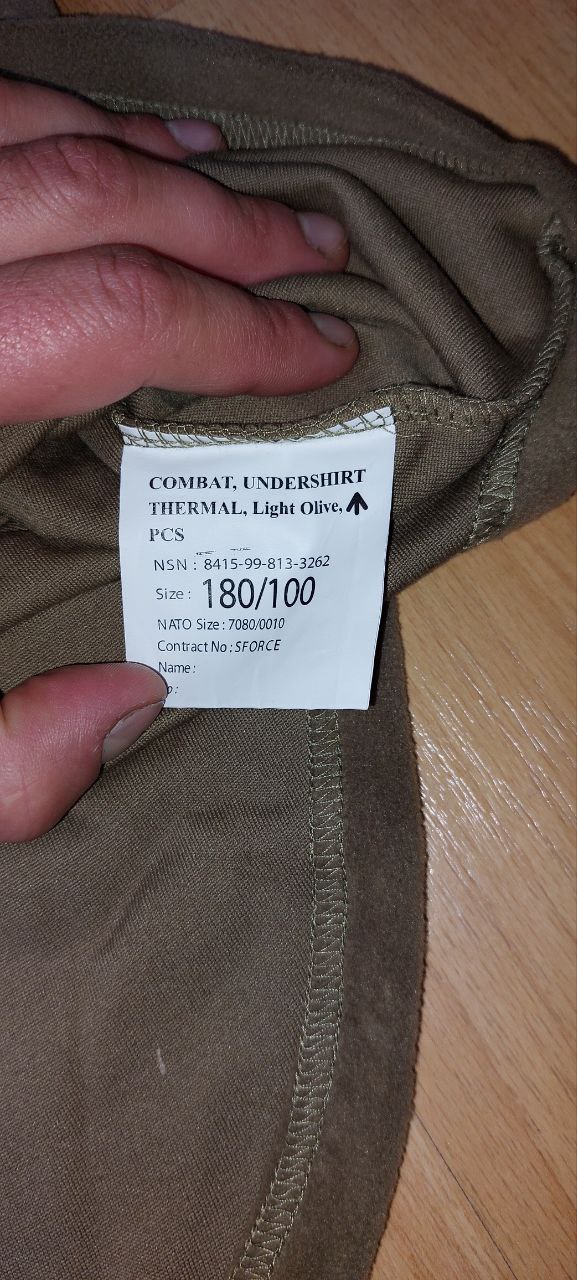 COMBAT, UNDERSHIRT
THERMAL, Light Olive,
PCS
NSN : 8415-99-813-3262
Size : 180/100
NATO Size : 7080/0010
Contract No : SFORCE
Name :